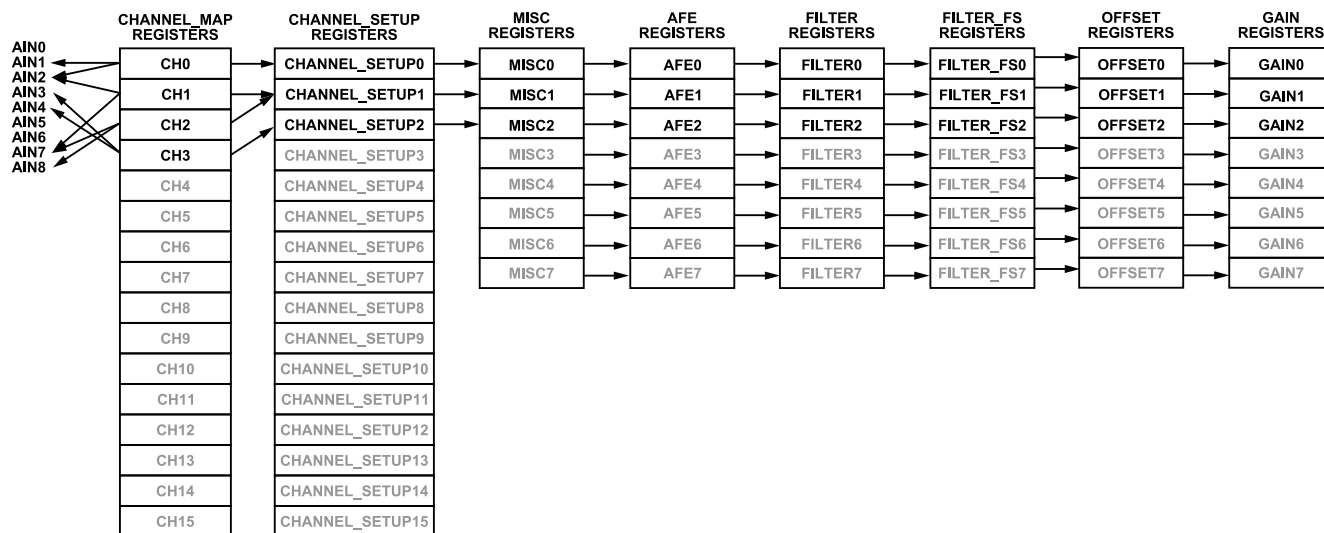 CHANNEL_MAP
REGISTERS
CHANNEL_SETUP
REGISTERS
MISC
REGISTERS
AFE
REGISTERS
FILTER
REGISTERS
FILTER_FS
REGISTERS
OFFSET
REGISTERS
GAIN
REGISTERS
AIN0
AIN1
AIN2
AIN3
AIN4
AIN5
AIN6
AIN7
AIN8
CH0
CH1
CH2
CH3
CH4
CH5
CH6
CH7
CH8
CH9
CH10
CH11
CH12
CH13
CH14
CH15
CHANNEL_SETUP0
CHANNEL_SETUP1
CHANNEL_SETUP2
CHANNEL_SETUP3
CHANNEL_SETUP4
CHANNEL_SETUP5
CHANNEL_SETUP6
CHANNEL_SETUP7
CHANNEL_SETUP8
CHANNEL_SETUP9
CHANNEL_SETUP10
CHANNEL_SETUP11
CHANNEL_SETUP12
CHANNEL_SETUP13
CHANNEL_SETUP14
CHANNEL_SETUP15
MISC0
MISC1
MISC2
MISC3
MISC4
MISC5
MISC6
MISC7
AFE0
AFE1
AFE2
AFE3
AFE4
AFE5
AFE6
AFE7
FILTER0
FILTER1
FILTER2
FILTER3
FILTER4
FILTER5
FILTER6
FILTER7
FILTER_FS0
FILTER_FS1
FILTER_FS2
FILTER_FS3
FILTER_FS4
FILTER_FS5
FILTER_FS6
FILTER_FS7
OFFSET0
OFFSET1
OFFSET2
OFFSET3
OFFSET4
OFFSET5
OFFSET6
OFFSET7
GAIN0
GAIN1
GAIN2
GAIN3
GAIN4
GAIN5
GAIN6
GAIN7